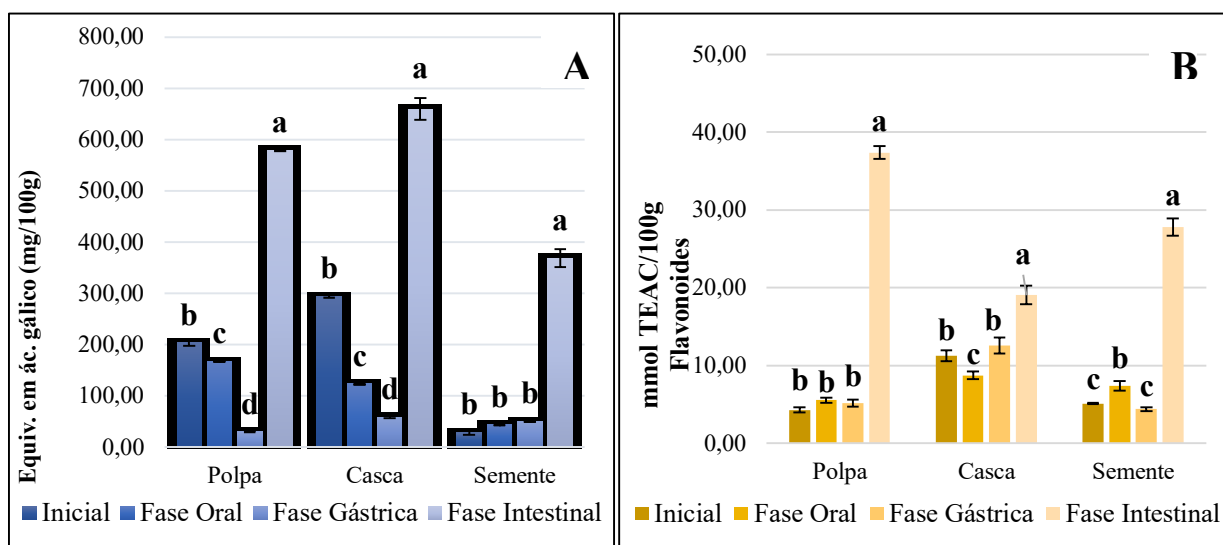 A
Equiv. em ác. gálico (mg/100g)
800,00
700,00
600,00
500,00
400,00
300,00
200,00
100,00
0,00
b
c
d
a
b
c
d
a
b
b
b
a
Polpa
Casca
Semente
Inicial
Fase Oral
Fase Gástrica
Fase Intestinal
B
mmol TEAC/100g
Flavonoides
50,00
40,00
30,00
20,00
10,00
0,00
b
b
b
a
b
c
b
a
c
b
c
a
Polpa
Casca
Semente
Inicial
Fase Oral
Fase Gástrica
Fase Intestinal